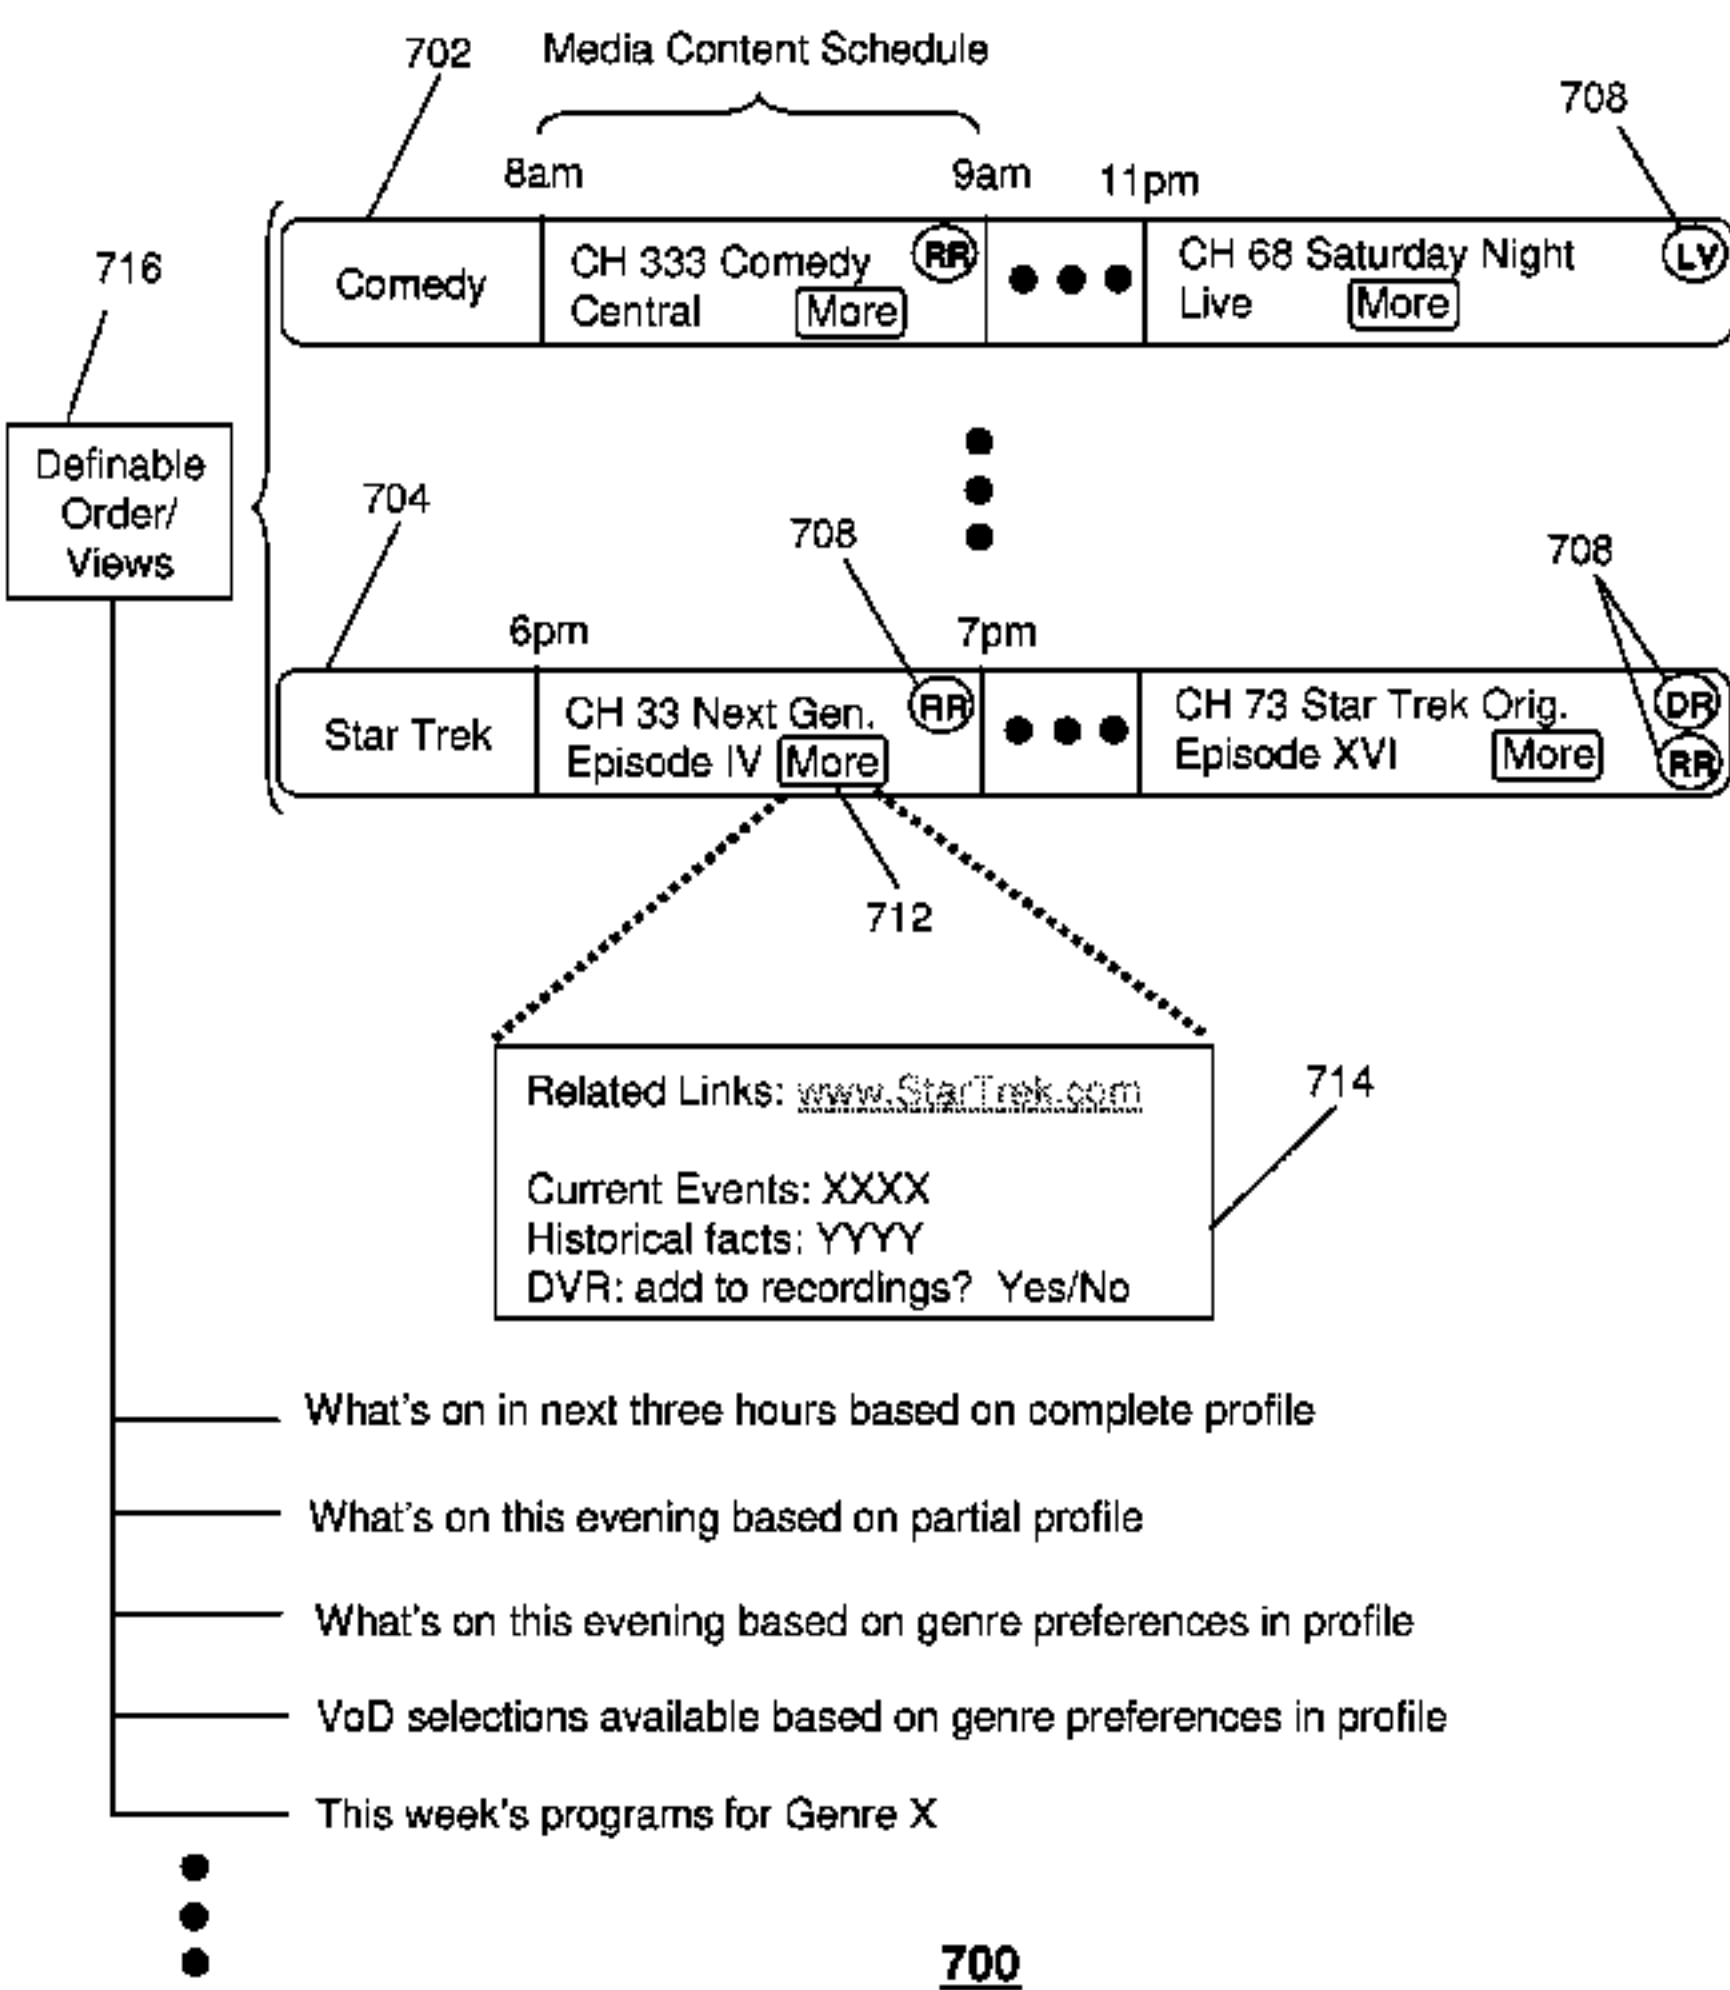 702
Media Content Schedule
708
8am
9am
11pm
716
Comedy
CH 333 Comedy
Central
More
RR
CH 68 Saturday Night
Live
More
LV
Definable
Order/
Views
704
708
708
6pm
7pm
Star Trek
CH 33 Next Gen.
Episode IV
More
RR
CH 73 Star Trek Orig.
Episode XVI
More
DR
RR
712
Related Links: www.StarTrek.com
714
Current Events: XXXX
Historical facts: YYYY
DVR: add to recordings? Yes/No
What's on in next three hours based on complete profile
What's on this evening based on partial profile
What's on this evening based on genre preferences in profile
VoD selections available based on genre preferences in profile
This week's programs for Genre X
700